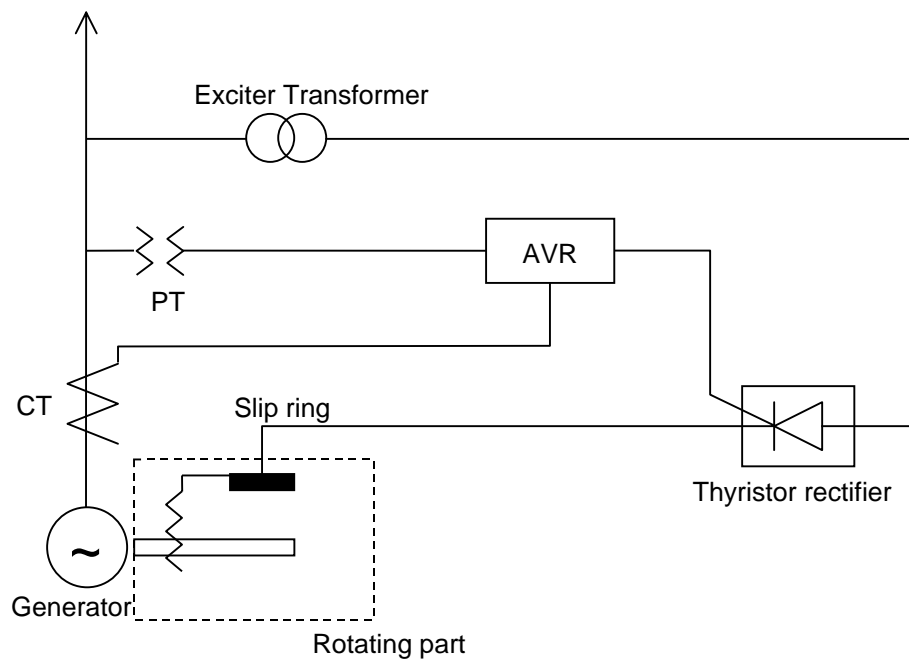 Exciter Transformer
AVR
PT
CT
Slip ring
Thyristor rectifier
~
Generator
Rotating part